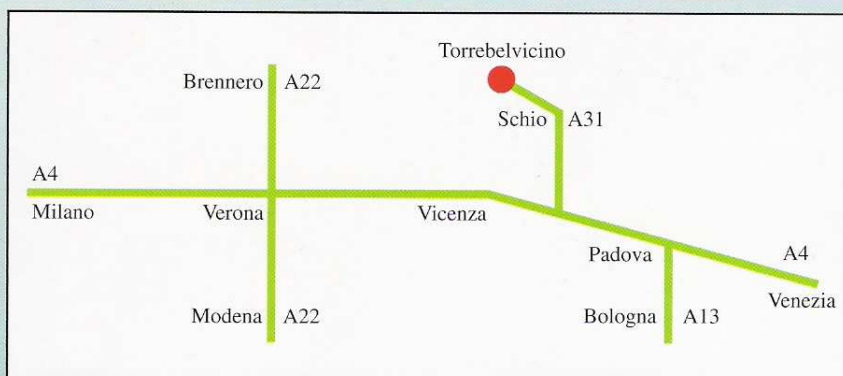 Torrebelvicino
Brennero A22
Schio A31
A4
Milano Verona Vicenza
Padova A4
Venezia
Modena A22
Bologna A13